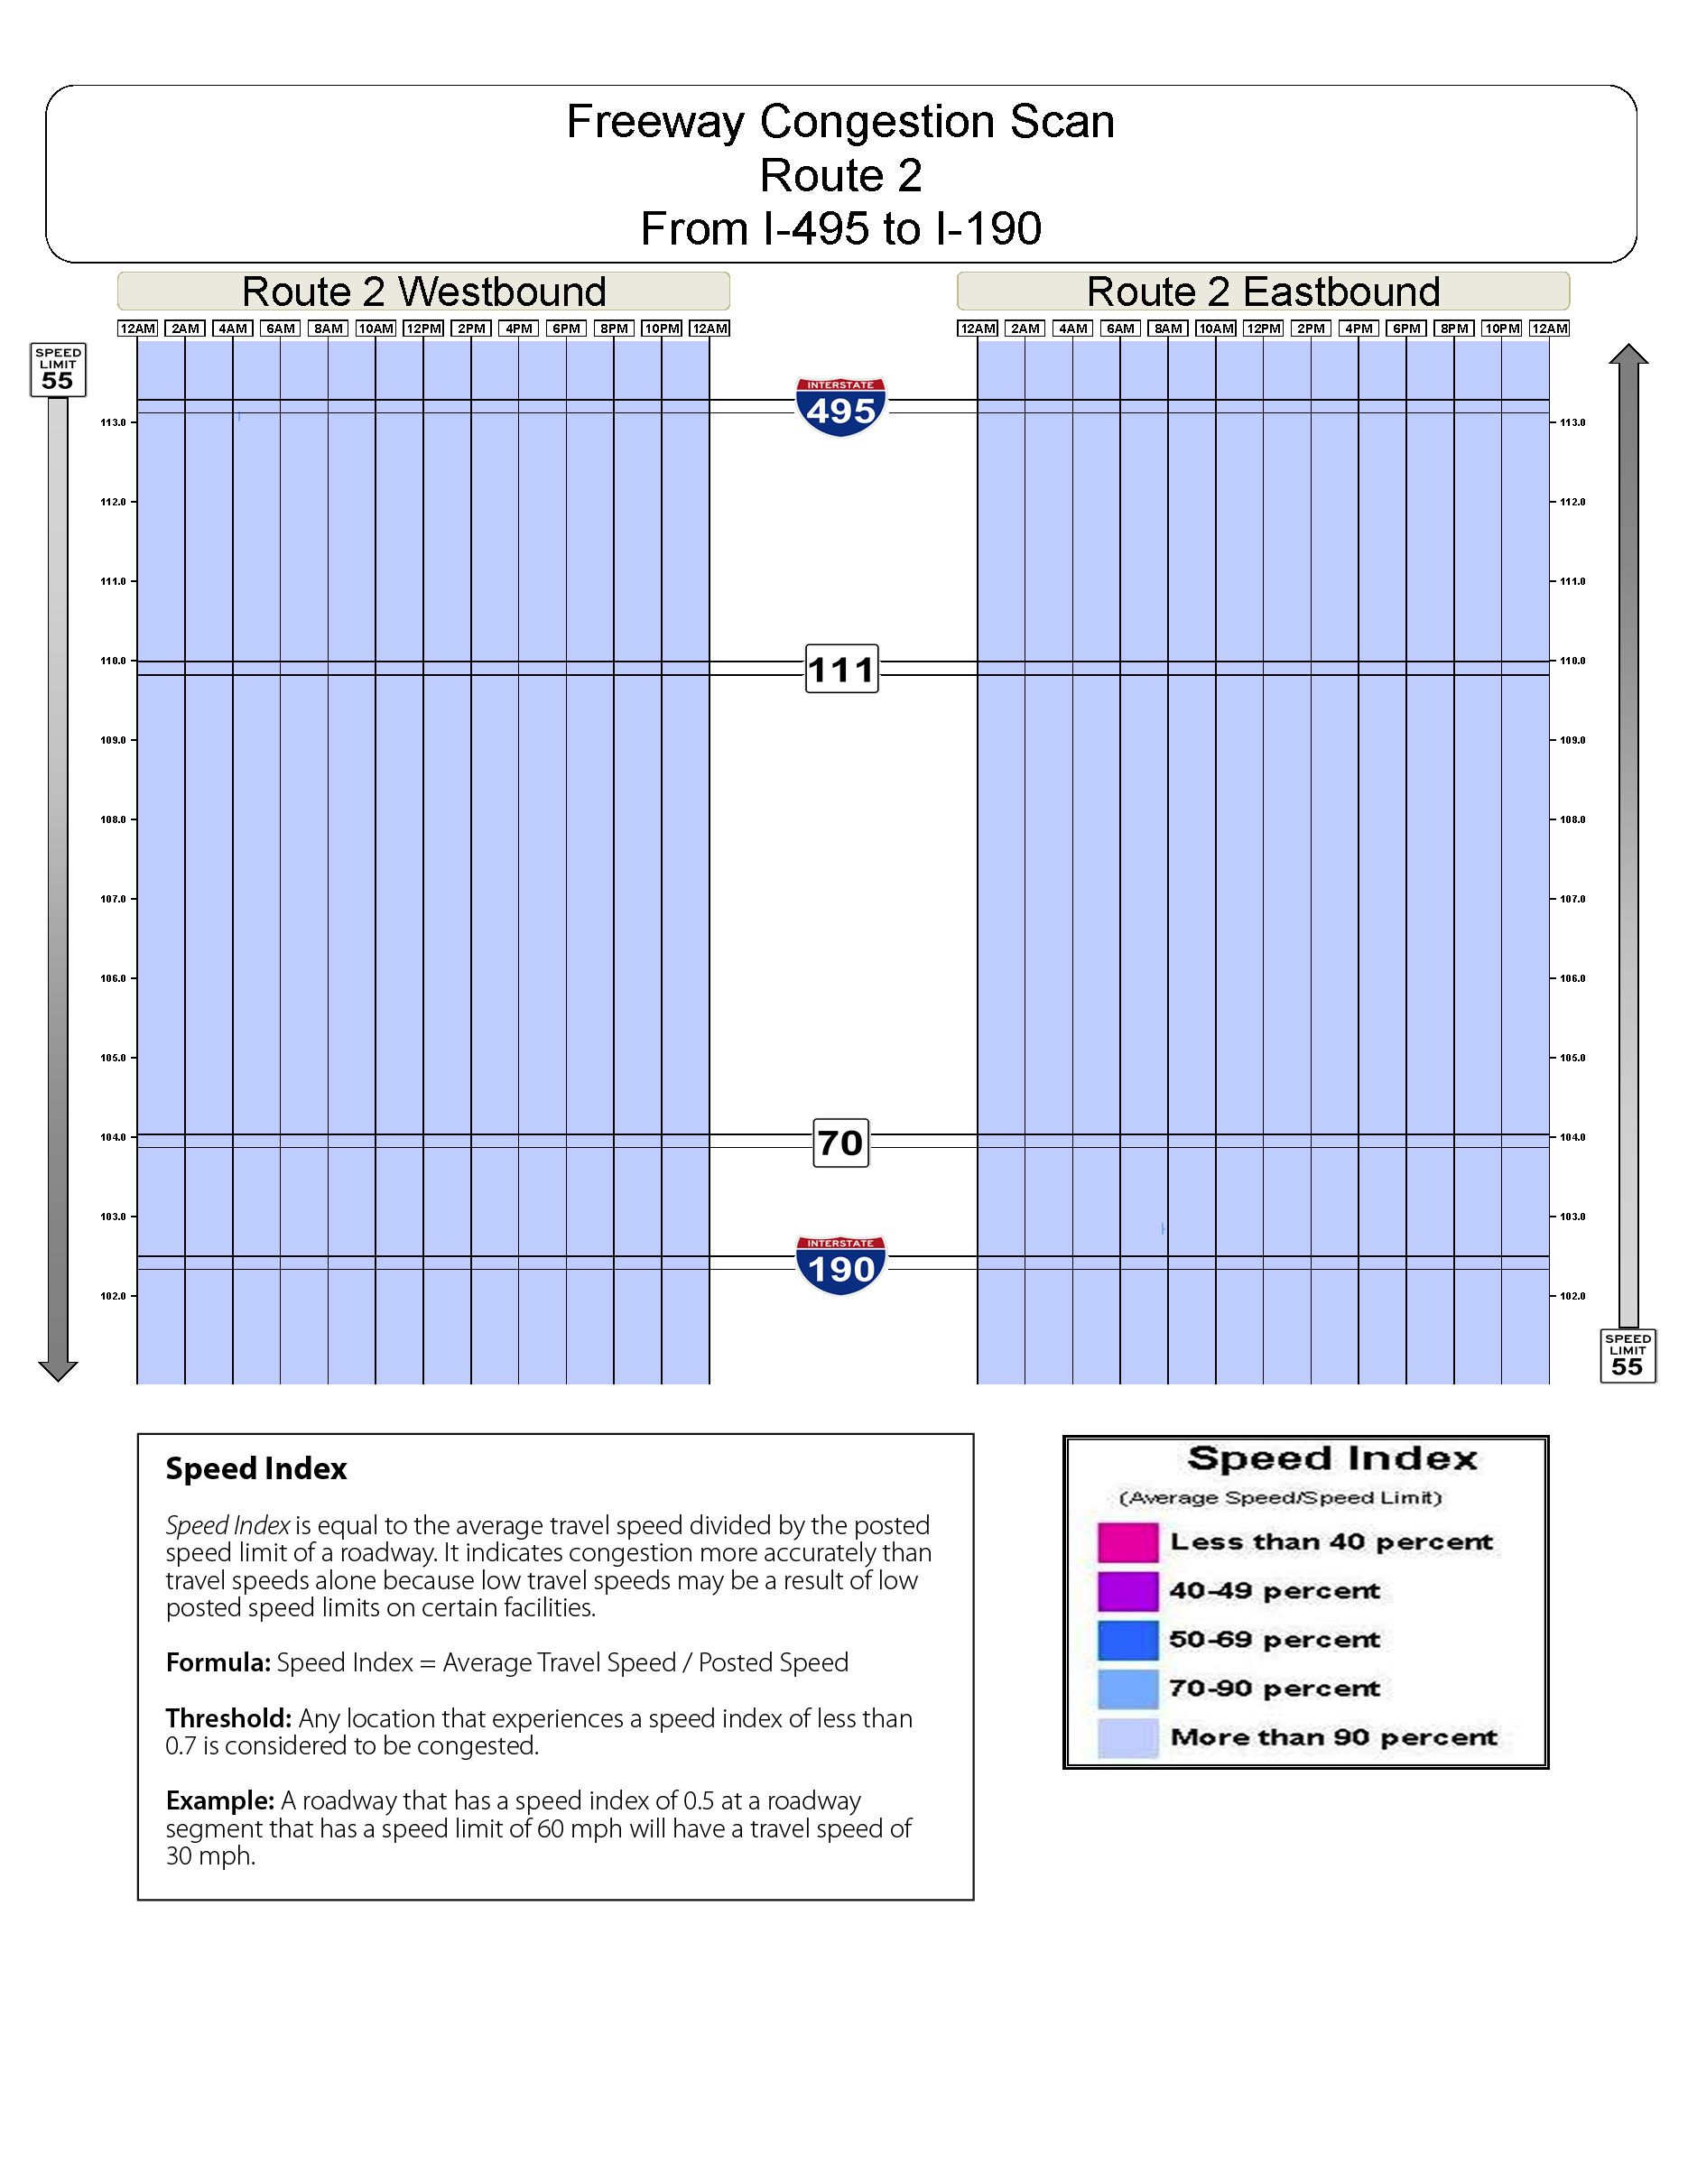 Freeway Congestion Scan
Route 2
From I-495 to I-190
Route 2 Westbound
Route 2 Eastbound
12AM 2AM 4AM 6AM 8AM 10AM 12PM 2PM 4PM 6PM 8PM 10PM 12AM
12AM 2AM 4AM 6AM 8AM 10AM 12PM 2PM 4PM 6PM 8PM 10PM 12AM
SPEED
LIMIT
55
INTERSTATE
495
113.0 113.0
112.0 112.0
111.0 111.0
110.0 110.0
111
109.0 109.0
108.0 108.0
107.0 107.0
106.0 106.0
105.0 105.0
104.0 104.0
70
103.0 103.0
INTERSTATE
190
102.0 102.0
SPEED
LIMIT
55
Speed Index
Speed Index is equal to the average travel speed divided by the posted
speed limit of a roadway. It indicates congestion more accurately than
travel speeds alone because low travel speeds may be a result of low
posted speed limits on certain facilities.
Formula: Speed Index = Average Travel Speed / Posted Speed
Threshold: Any location that experiences a speed index of less than
0.7 is considered to be congested.
Example: A roadway that has a speed index of 0.5 at a roadway
segment that has a speed limit of 60 mph will have a travel speed of
30 mph.
Speed Index
(Average Speed/Speed Limit)
Less than 40 percent
40-49 percent
50-69 percent
70-90 percent
More than 90 percent